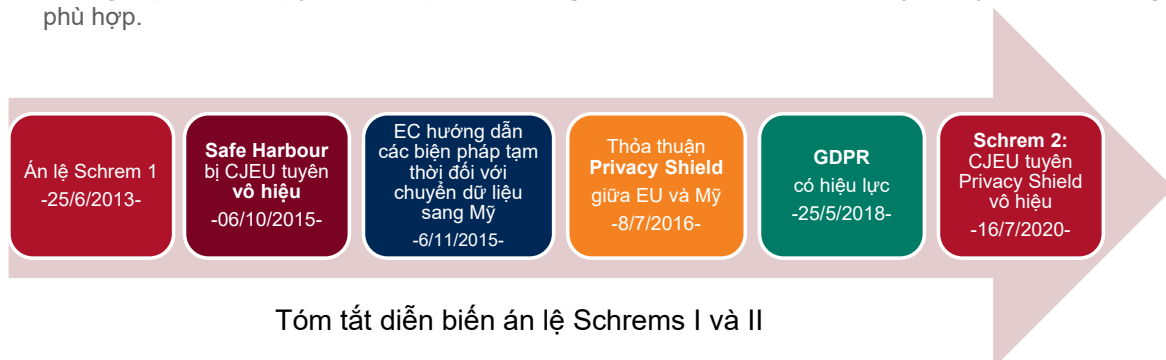 phù hợp.
Án lệ Schrem 1
-25/6/2013-
Safe Harbour
bị CJEU tuyên
vô hiệu
-06/10/2015-
EC hướng dẫn
các biện pháp tạm
thời đối với
chuyển dữ liệu
sang Mỹ
-6/11/2015-
Thỏa thuận
Privacy Shield
giữa EU và Mỹ
-8/7/2016-
GDPR
có hiệu lực
-25/5/2018-
Schrem 2:
CJEU tuyên
Privacy Shield
vô hiệu
-16/7/2020-
Tóm tắt diễn biến án lệ Schrems I và II